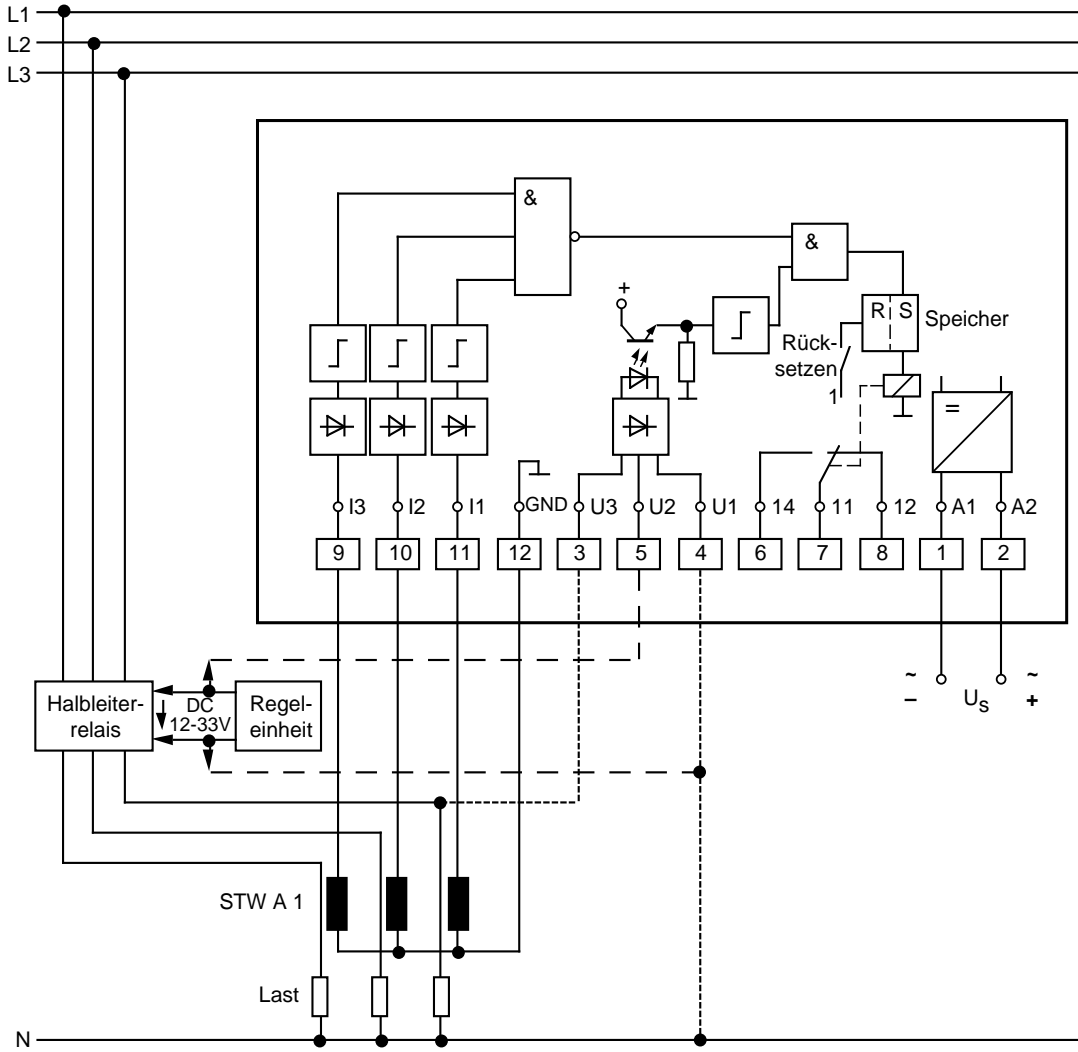 L1
L2
L3
&
&
+
R S
Speicher
Rück-
setzen
1
=
I3 I2 I1 GND U3 U2 U1 14 11 12 A1 A2
9 10 11 12 3 5 4 6 7 8 1 2
~ ~
– US +
Halbleiter-
relais
DC
12-33V
Regel-
einheit
STW A 1
Last
N